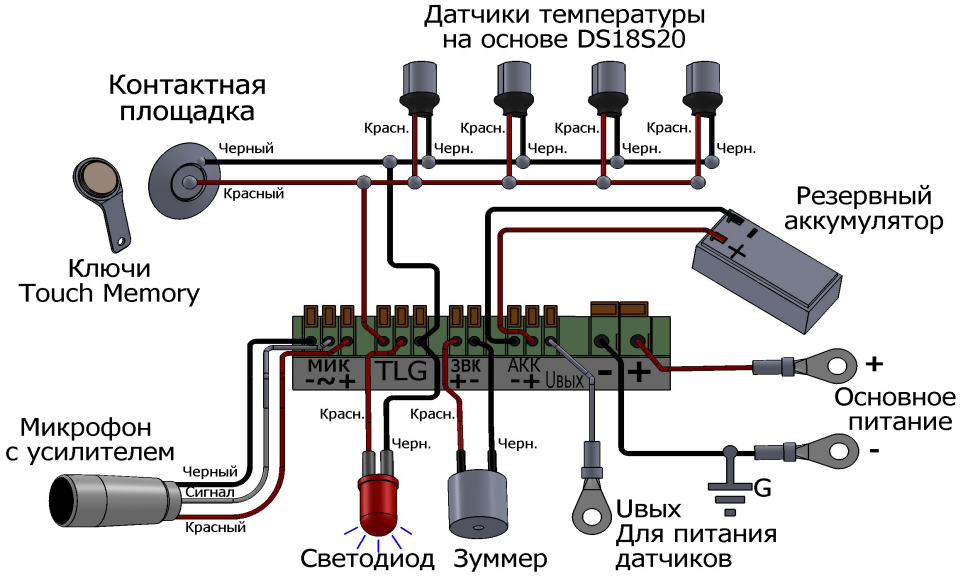 Датчики температуры
на основе DS18S20
Контактная
площадка
Красн.
Красн.
Красн.
Красн.
Черный
Черн.
Черн.
Черн.
Черн.
Красный
Резервный
аккумулятор
-
+
Ключи
Touch Memory
МИК
-~+
TLG
ЗВК
+-
АКК
-+
Uвых
- +
+
Основное
питание
-
G
Красн.
Черн.
Красн.
Черн.
Микрофон
с усилителем
Черный
Сигнал
Красный
Светодиод
Зуммер
Uвых
Для питания
датчиков